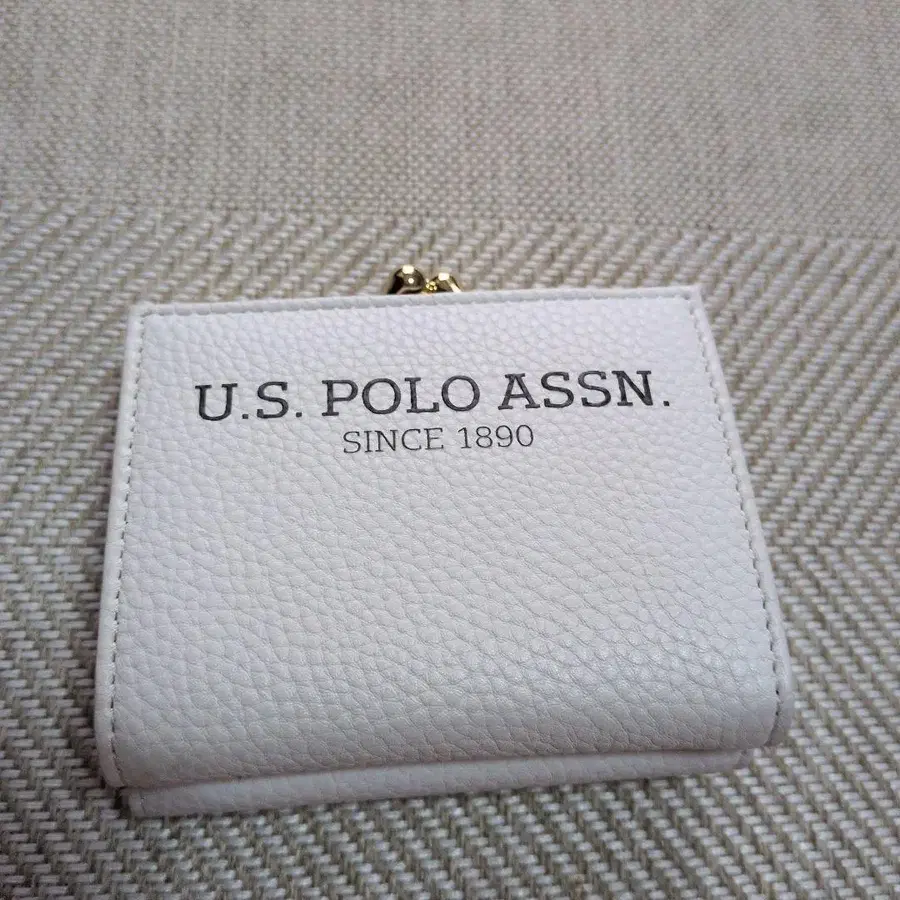 U.S. POLO ASSN.
SINCE 1890